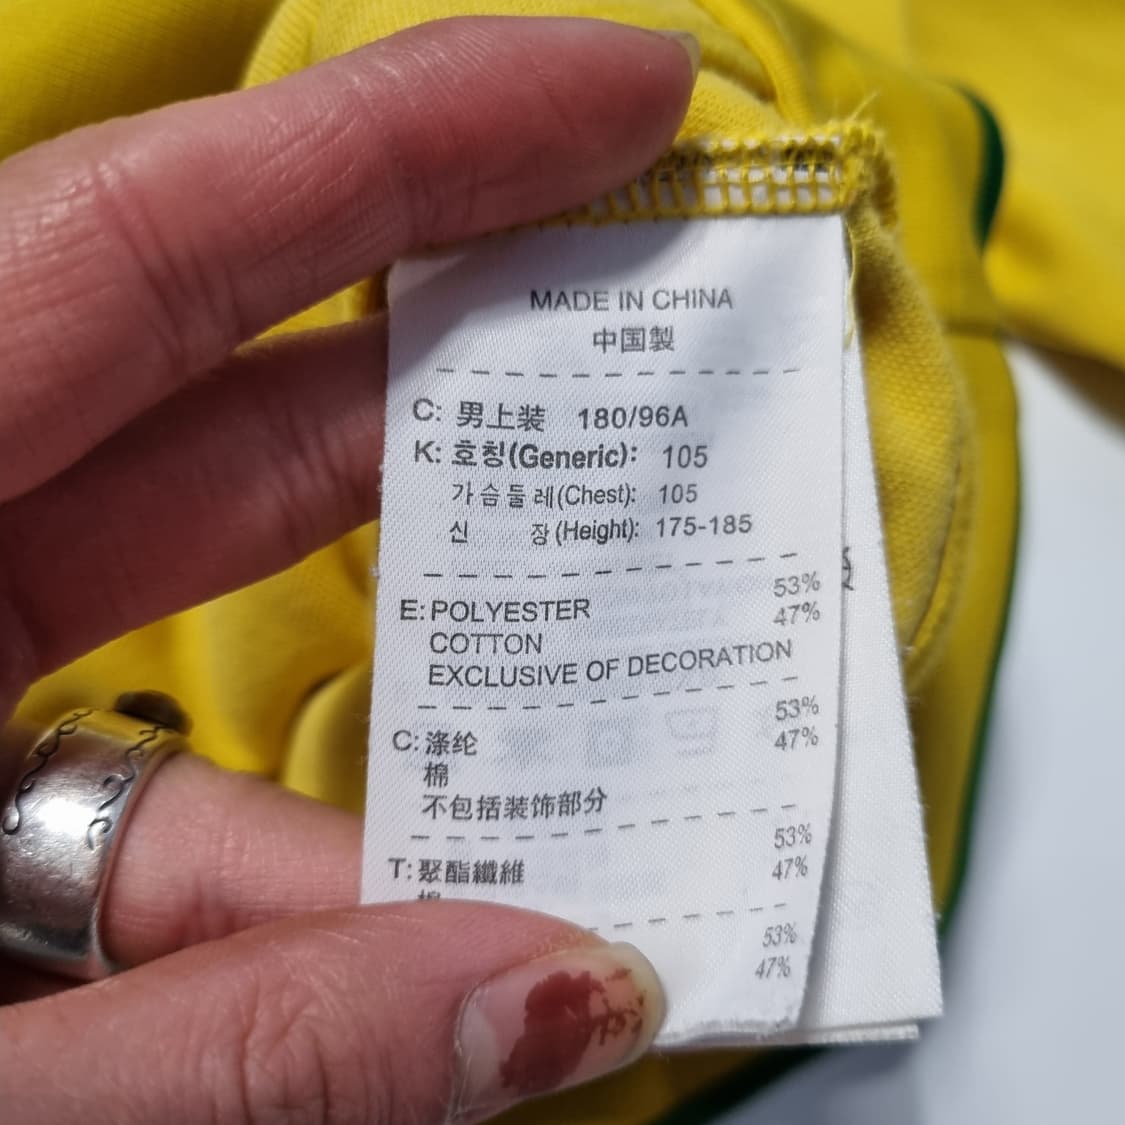 MADE IN CHINA
中国製
C: 男上装 180/96A
K: 호칭(Generic): 105
가슴둘레(Chest): 105
신 장(Height): 175-185
E: POLYESTER 53%
COTTON 47%
EXCLUSIVE OF DECORATION
C: 涤纶 53%
棉 47%
不包括装饰部分
T: 聚酯纖維 53%
棉 47%
53%
47%